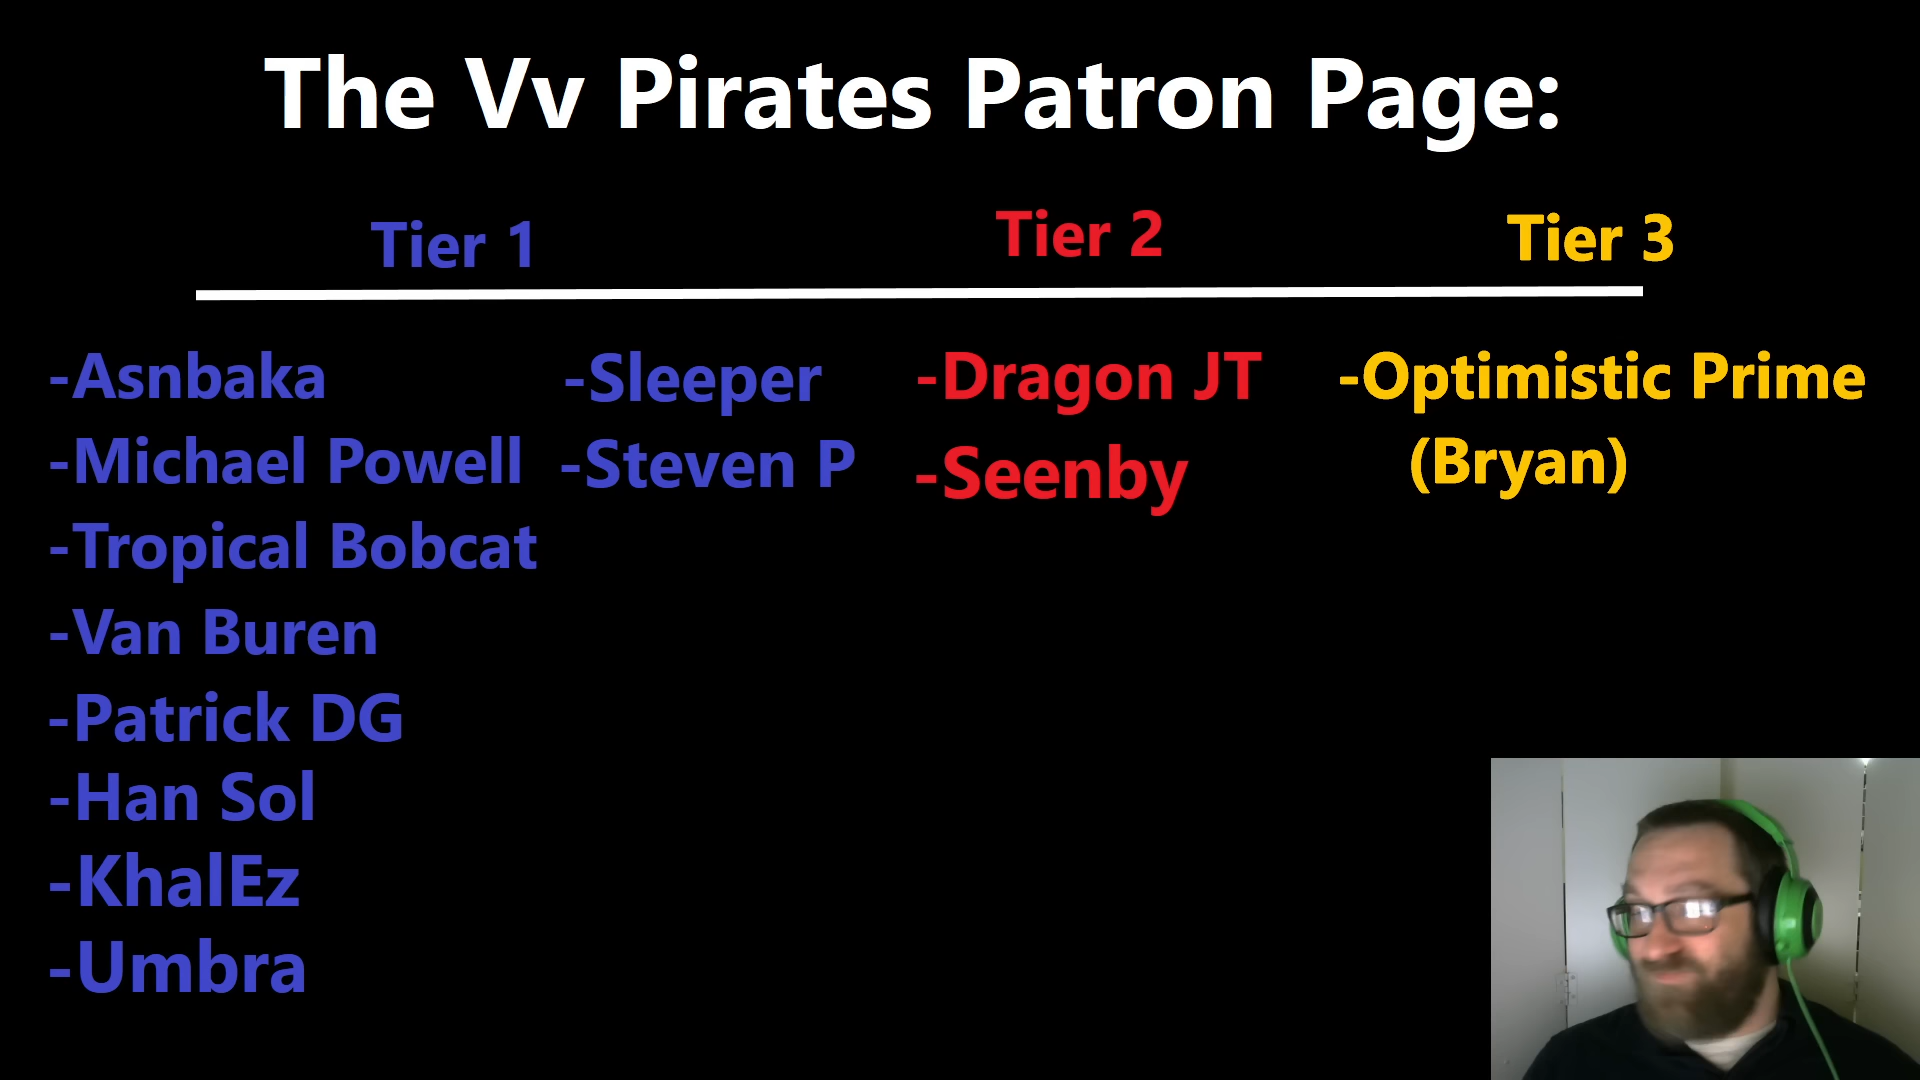 The Vv Pirates Patron Page:
Tier 1
Tier 2
Tier 3
-Asnbaka
-Michael Powell
-Tropical Bobcat
-Van Buren
-Patrick DG
-Han Sol
-KhalEz
-Umbra
-Sleeper
-Steven P
-Dragon JT
-Seenby
-Optimistic Prime
(Bryan)